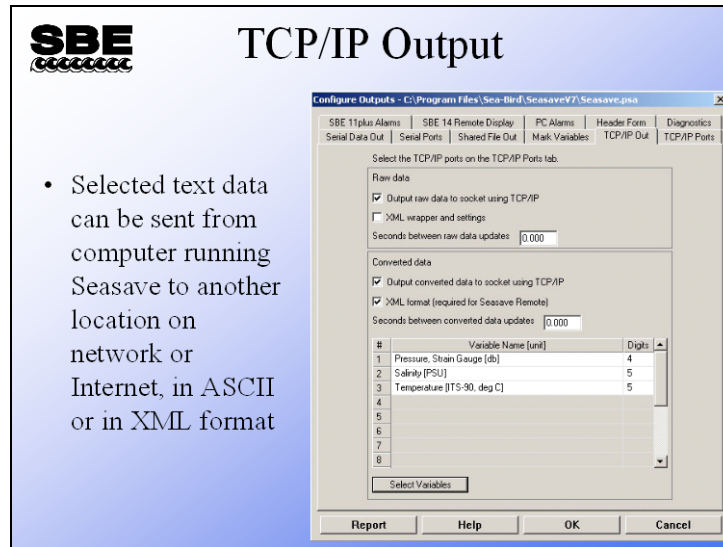 SBE
TCP/IP Output
• Selected text data
can be sent from
computer running
Seasave to another
location on
network or
Internet, in ASCII
or in XML format
Configure Outputs - C:\Program Files\Sea-Bird\SeasaveV7\Seasave.psa
SBE 11plus Alarms SBE 14 Remote Display PC Alarms Header Form Diagnostics
Serial Data Out Serial Ports Shared File Out Mark Variables TCP/IP Out TCP/IP Ports
Select the TCP/IP ports on the TCP/IP Ports tab.
Raw data
Output raw data to socket using TCP/IP
XML wrapper and settings
Seconds between raw data updates 0.000
Converted data
Output converted data to socket using TCP/IP
XML format (required for Seasave Remote)
Seconds between converted data updates 0.000
# Variable Name [unit] Digits
1 Pressure, Strain Gauge [db] 4
2 Salinity [PSU] 5
3 Temperature [ITS-90, deg C] 5
4
5
6
7
8
Select Variables
Report Help OK Cancel